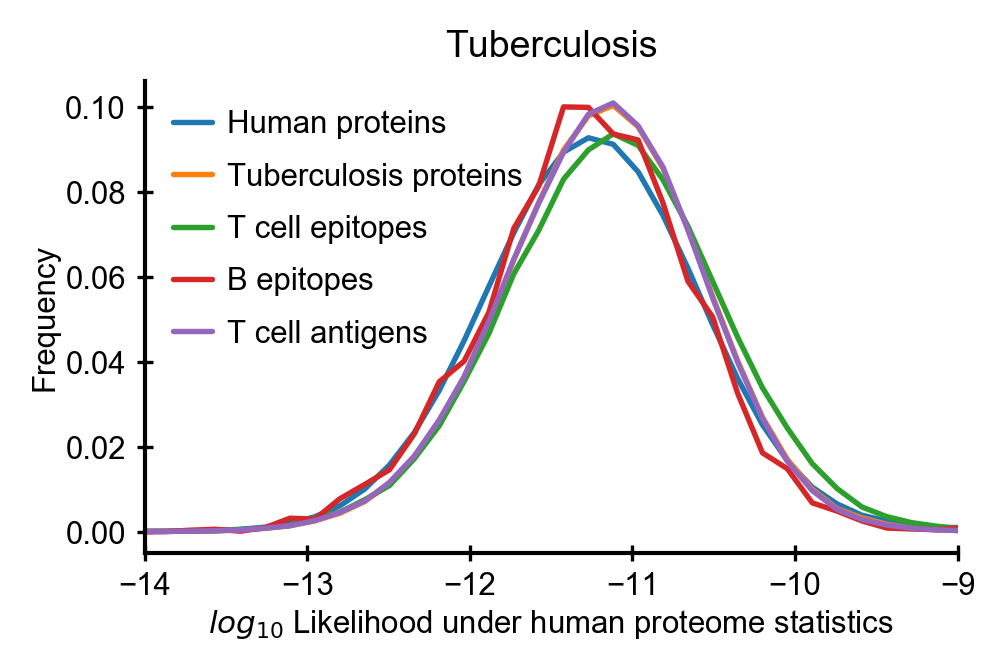 Tuberculosis
Frequency
0.10
0.08
0.06
0.04
0.02
0.00
Human proteins
Tuberculosis proteins
T cell epitopes
B epitopes
T cell antigens
−14 −13 −12 −11 −10 −9
log₁₀ Likelihood under human proteome statistics